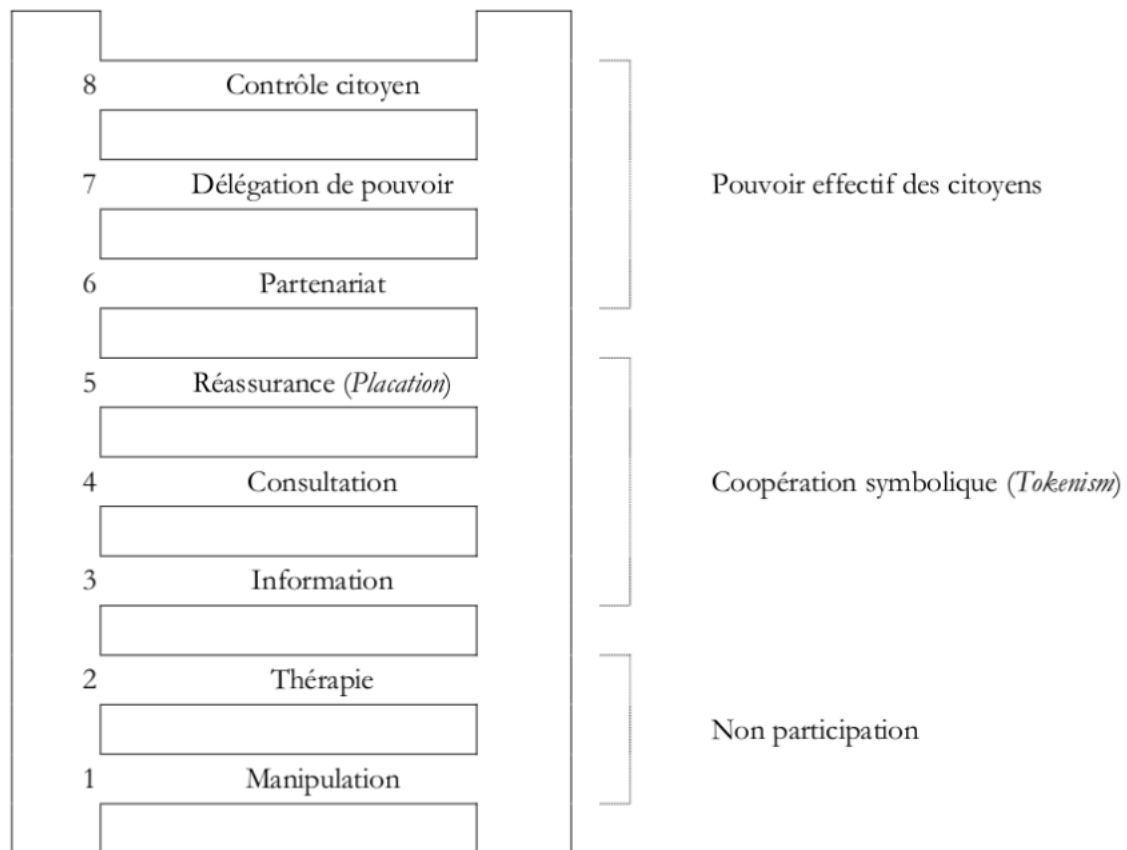 8 Contrôle citoyen
7 Délégation de pouvoir
Pouvoir effectif des citoyens
6 Partenariat
5 Réassurance (Placation)
4 Consultation
Coopération symbolique (Tokenism)
3 Information
2 Thérapie
Non participation
1 Manipulation